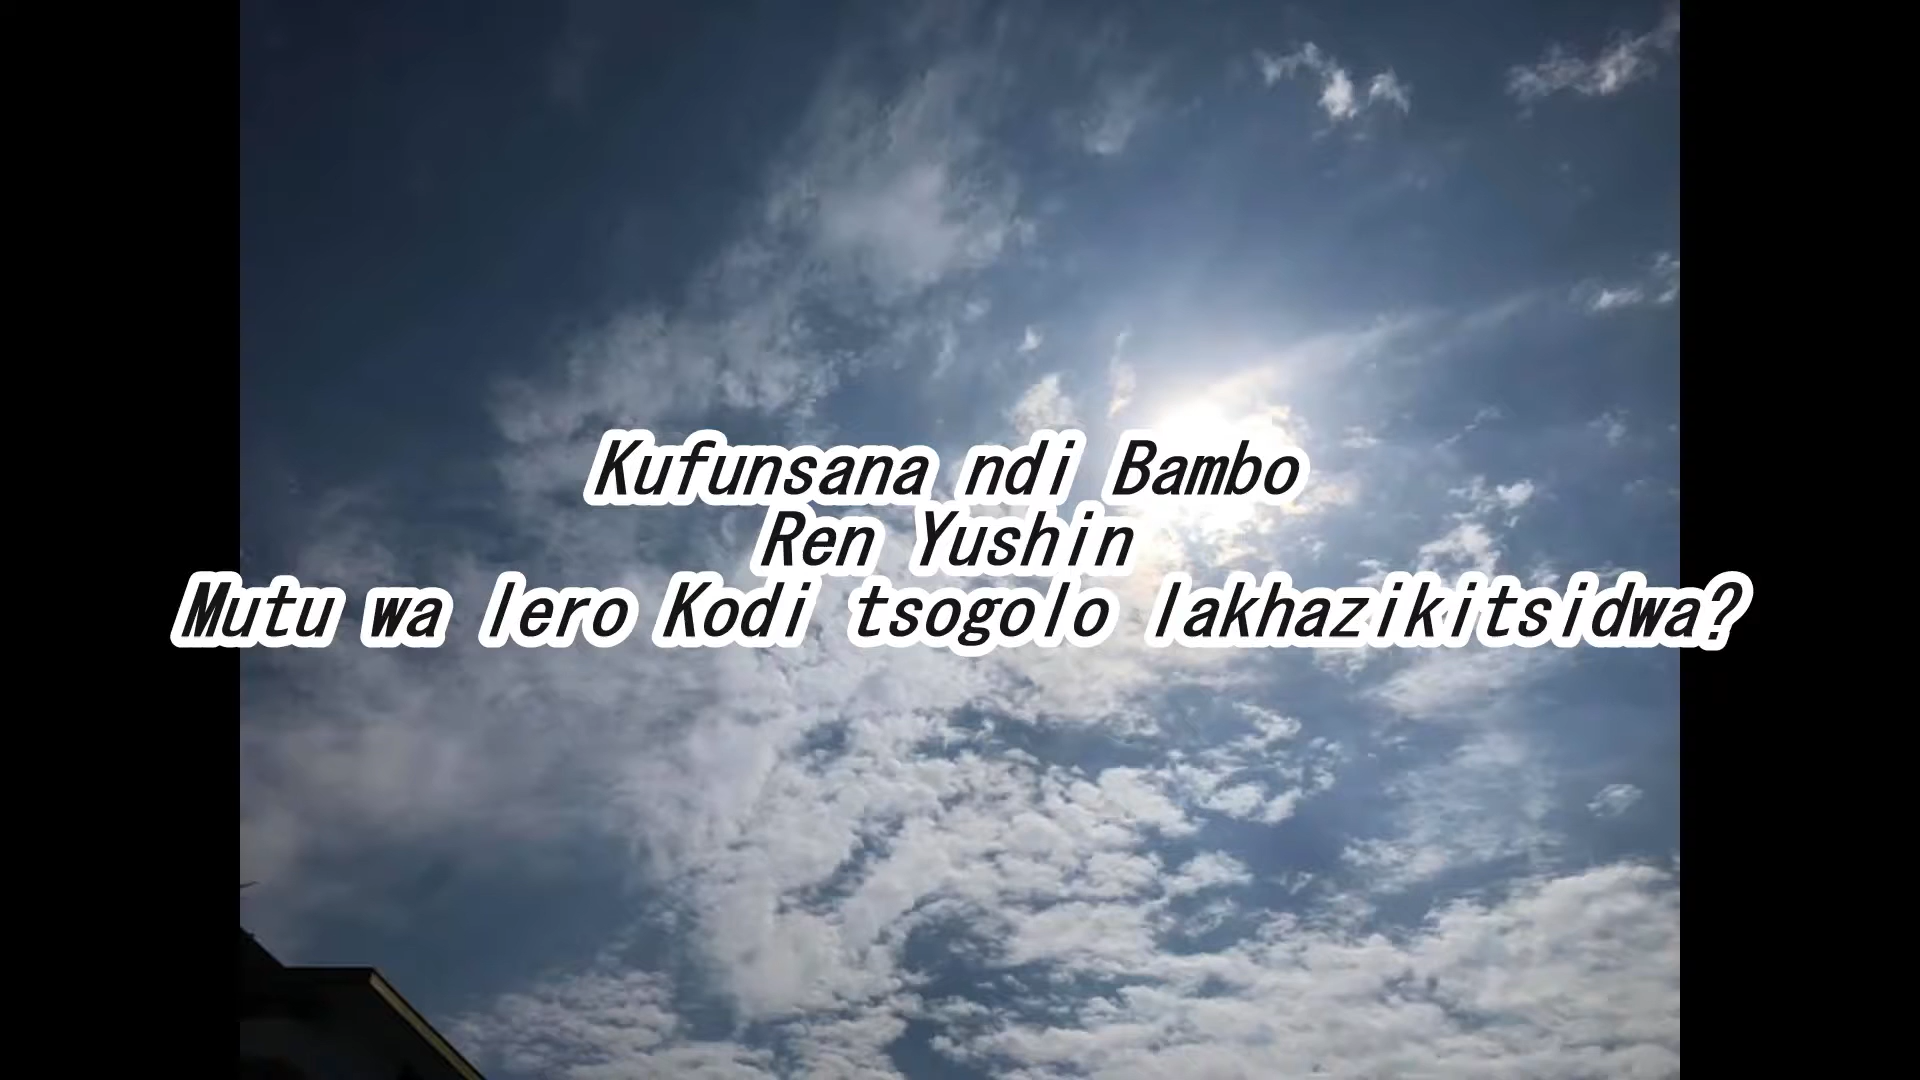 Kufunsana ndi Bambo
Ren Yushin
Mutu wa lero Kodi tsogolo lakhazikitsidwa?